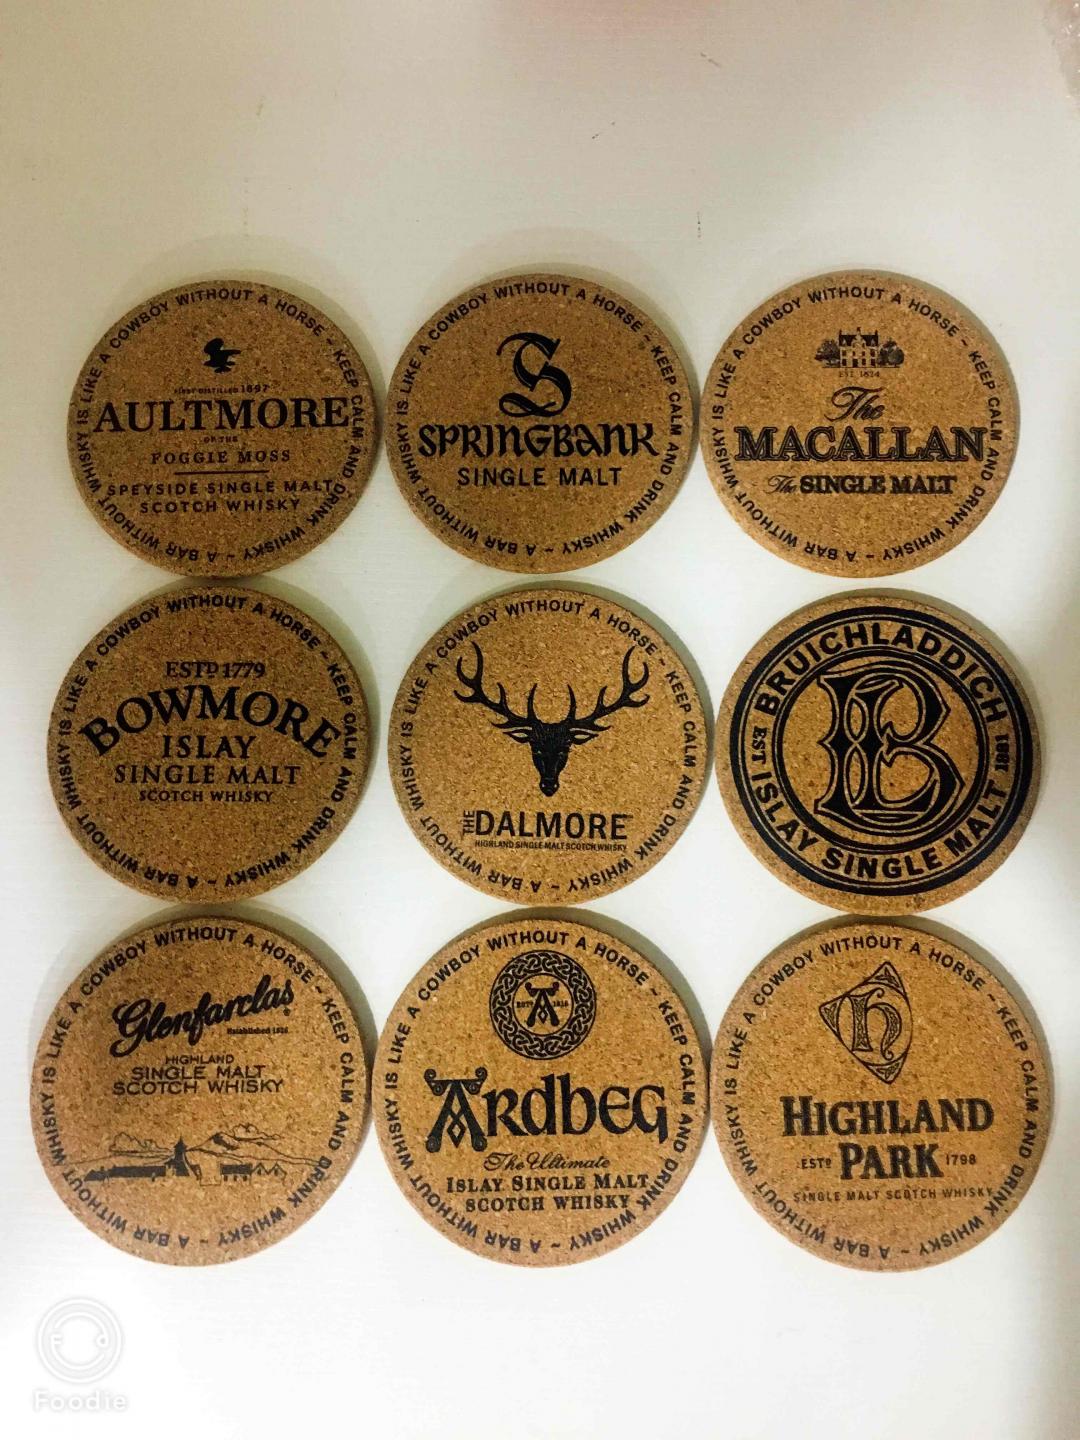 WHISKY IS LIKE A COWBOY WITHOUT A HORSE ~ KEEP CALM AND DRINK WHISKY ~ A BAR WITHOUT
FIRST DISTILLED 1897
AULTMORE
OF THE
FOGGIE MOSS
SPEYSIDE SINGLE MALT
SCOTCH WHISKY
WHISKY IS LIKE A COWBOY WITHOUT A HORSE ~ KEEP CALM AND DRINK WHISKY ~ A BAR WITHOUT
S
SPRINGBANK
SINGLE MALT
WHISKY IS LIKE A COWBOY WITHOUT A HORSE ~ KEEP CALM AND DRINK WHISKY ~ A BAR WITHOUT
EST. 1824
The
MACALLAN
The SINGLE MALT
WHISKY IS LIKE A COWBOY WITHOUT A HORSE ~ KEEP CALM AND DRINK WHISKY ~ A BAR WITHOUT
ESTD 1779
BOWMORE
ISLAY
SINGLE MALT
SCOTCH WHISKY
WHISKY IS LIKE A COWBOY WITHOUT A HORSE ~ KEEP CALM AND DRINK WHISKY ~ A BAR WITHOUT
THE DALMORE
HIGHLAND SINGLE MALT SCOTCH WHISKY
BRUICHLADDICH
EST 1881
B
ISLAY SINGLE MALT
WHISKY IS LIKE A COWBOY WITHOUT A HORSE ~ KEEP CALM AND DRINK WHISKY ~ A BAR WITHOUT
Glenfarclas
Established 1836
HIGHLAND
SINGLE MALT
SCOTCH WHISKY
WHISKY IS LIKE A COWBOY WITHOUT A HORSE ~ KEEP CALM AND DRINK WHISKY ~ A BAR WITHOUT
ESTD A 1815
ARDBEG
The Ultimate
ISLAY SINGLE MALT
SCOTCH WHISKY
WHISKY IS LIKE A COWBOY WITHOUT A HORSE ~ KEEP CALM AND DRINK WHISKY ~ A BAR WITHOUT
H
HIGHLAND
ESTD PARK 1798
SINGLE MALT SCOTCH WHISKY
Foodie